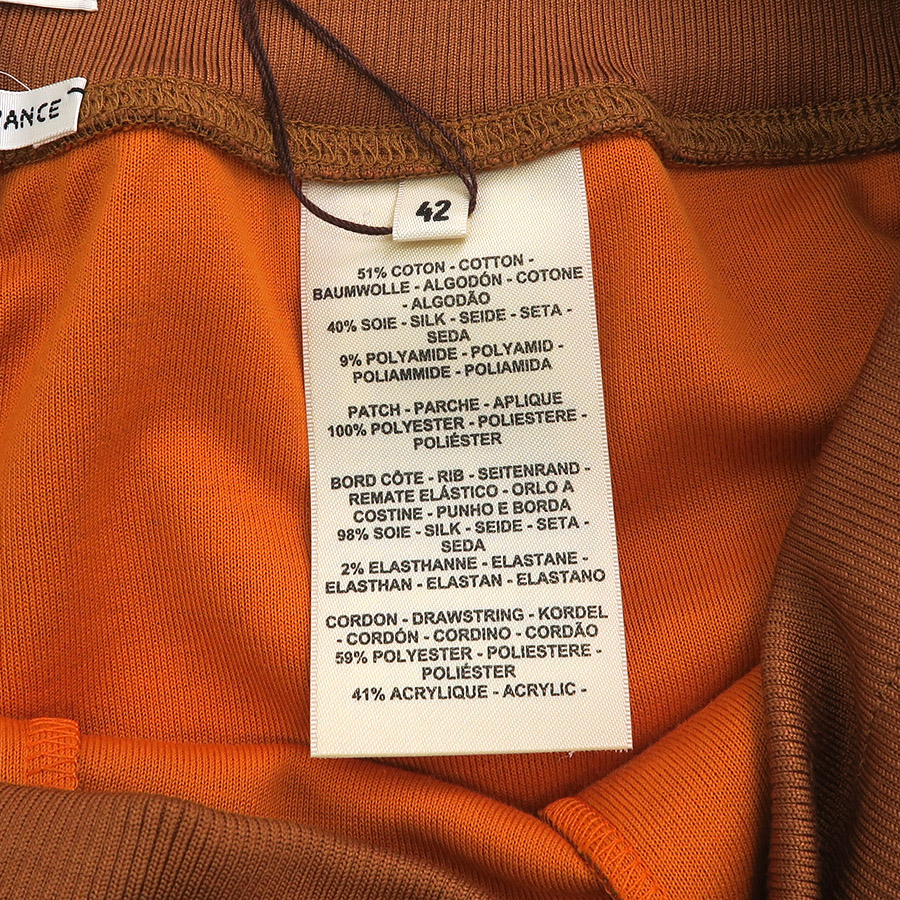 42
51% COTON - COTTON -
BAUMWOLLE - ALGODÓN - COTONE
- ALGODÃO
40% SOIE - SILK - SEIDE - SETA -
SEDA
9% POLYAMIDE - POLYAMID -
POLIAMMIDE - POLIAMIDA
PATCH - PARCHE - APLIQUE
100% POLYESTER - POLIESTERE -
POLIÉSTER
BORD CÔTE - RIB - SEITENRAND -
REMATE ELÁSTICO - ORLO A
COSTINE - PUNHO E BORDA
98% SOIE - SILK - SEIDE - SETA -
SEDA
2% ELASTHANNE - ELASTANE -
ELASTHAN - ELASTAN - ELASTANO
CORDON - DRAWSTRING - KORDEL
- CORDÓN - CORDINO - CORDÃO
59% POLYESTER - POLIESTERE -
POLIÉSTER
41% ACRYLIQUE - ACRYLIC -